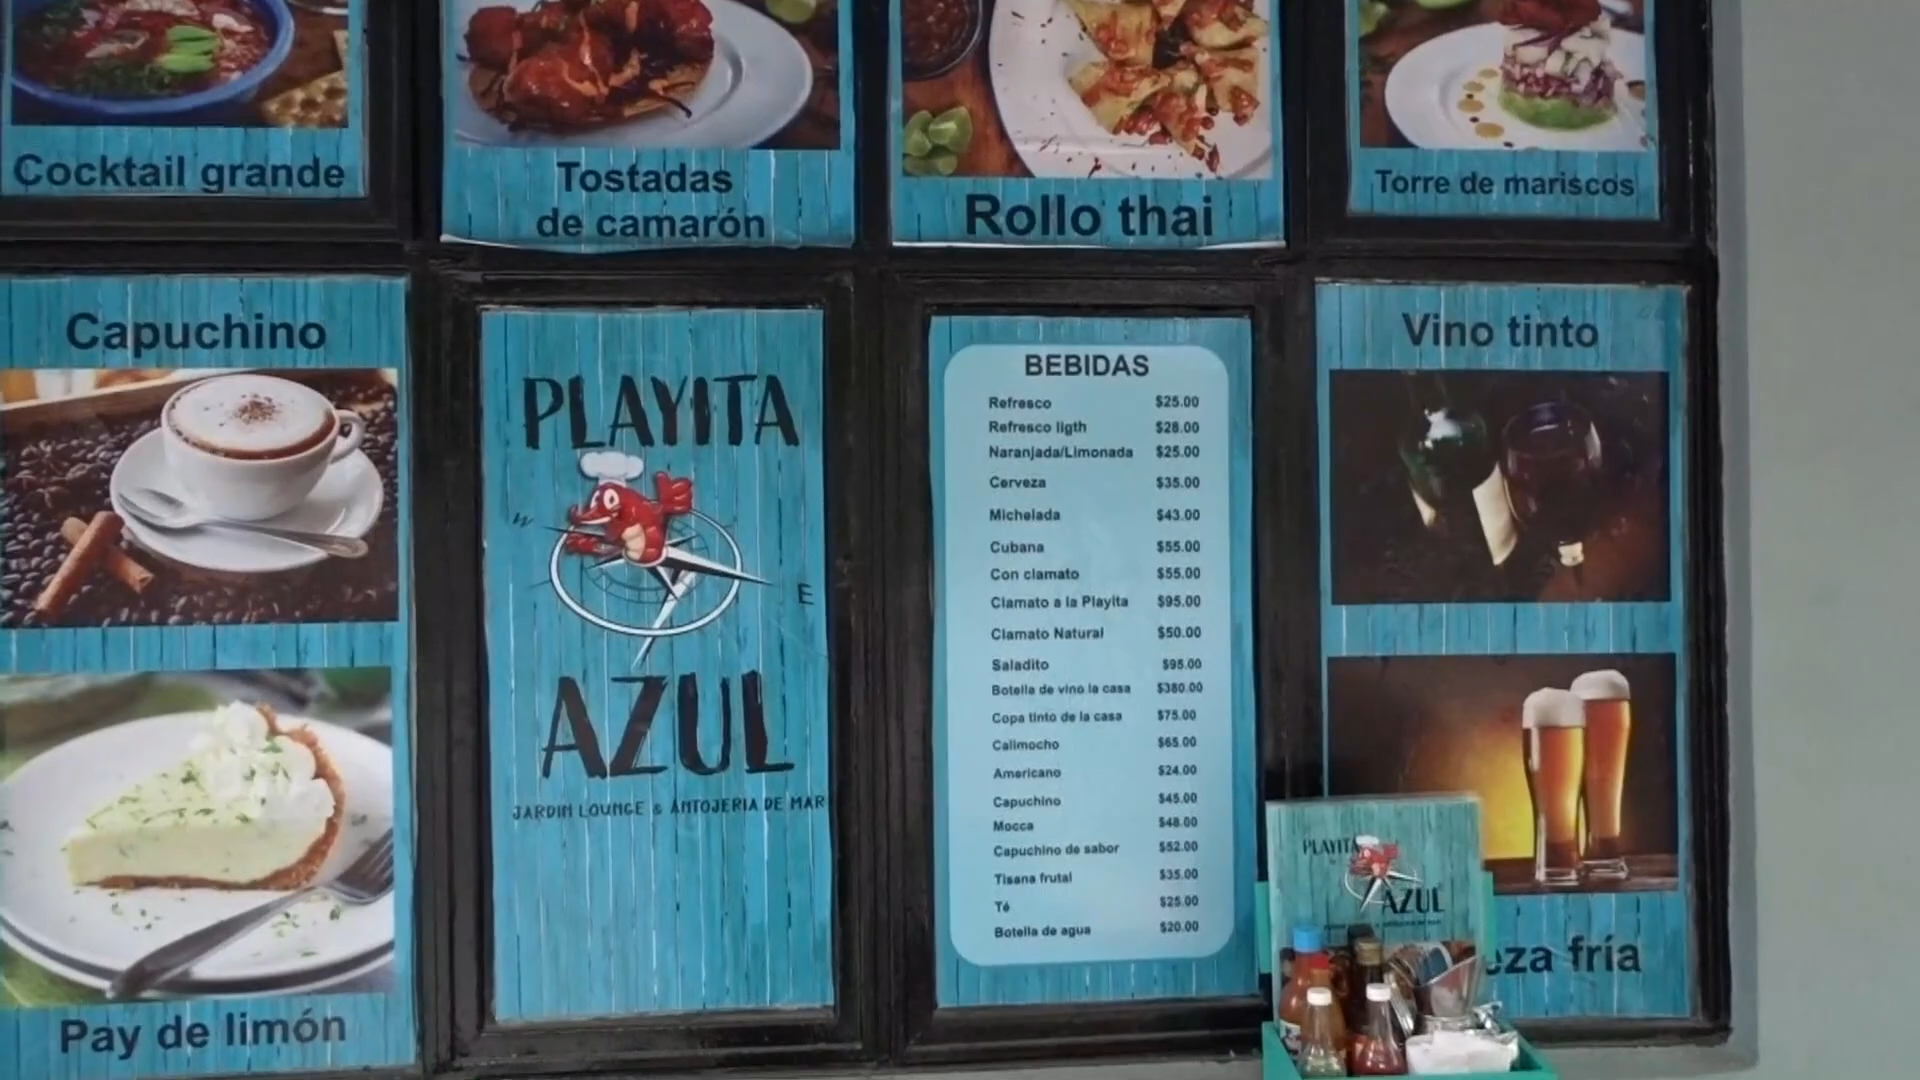 Cocktail grande
Tostadas
de camarón
Rollo thai
Torre de mariscos
Capuchino
Pay de limón
PLAYITA
W
E
AZUL
JARDIN LOUNGE & ANTOJERIA DE MAR
BEBIDAS
Refresco $25.00
Refresco ligth $28.00
Naranjada/Limonada $25.00
Cerveza $35.00
Michelada $43.00
Cubana $55.00
Con clamato $55.00
Clamato a la Playita $95.00
Clamato Natural $50.00
Saladito $95.00
Botella de vino la casa $380.00
Copa tinto de la casa $75.00
Calimocho $65.00
Americano $24.00
Capuchino $45.00
Mocca $48.00
Capuchino de sabor $52.00
Tisana frutal $35.00
Té $25.00
Botella de agua $20.00
Vino tinto
eza fría
PLAYITA
AZUL